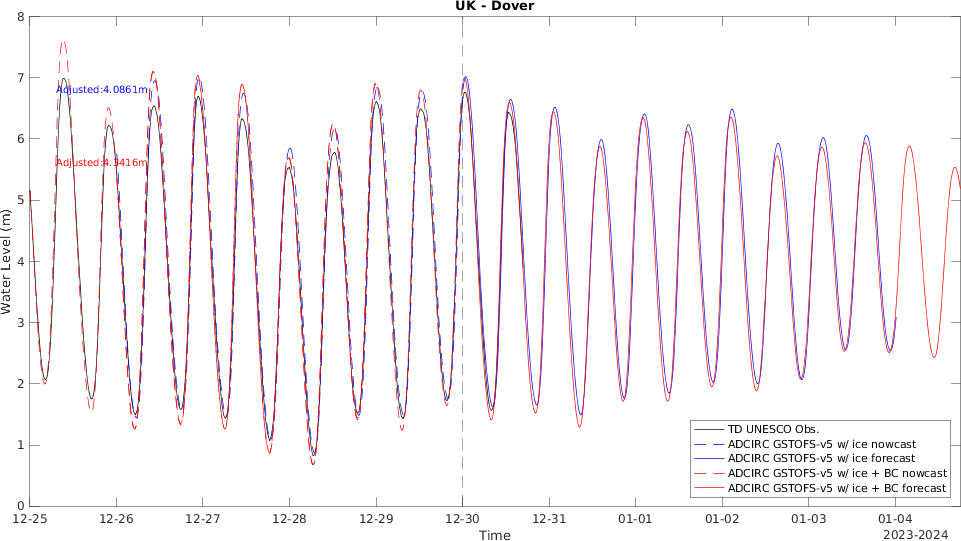 UK - Dover
8
7
6
5
4
3
2
1
0
Water Level (m)
Adjusted:4.0861m
Adjusted:4.3416m
TD UNESCO Obs.
ADCIRC GSTOFS-v5 w/ ice nowcast
ADCIRC GSTOFS-v5 w/ ice forecast
ADCIRC GSTOFS-v5 w/ ice + BC nowcast
ADCIRC GSTOFS-v5 w/ ice + BC forecast
12-25 12-26 12-27 12-28 12-29 12-30 12-31 01-01 01-02 01-03 01-04
Time
2023-2024